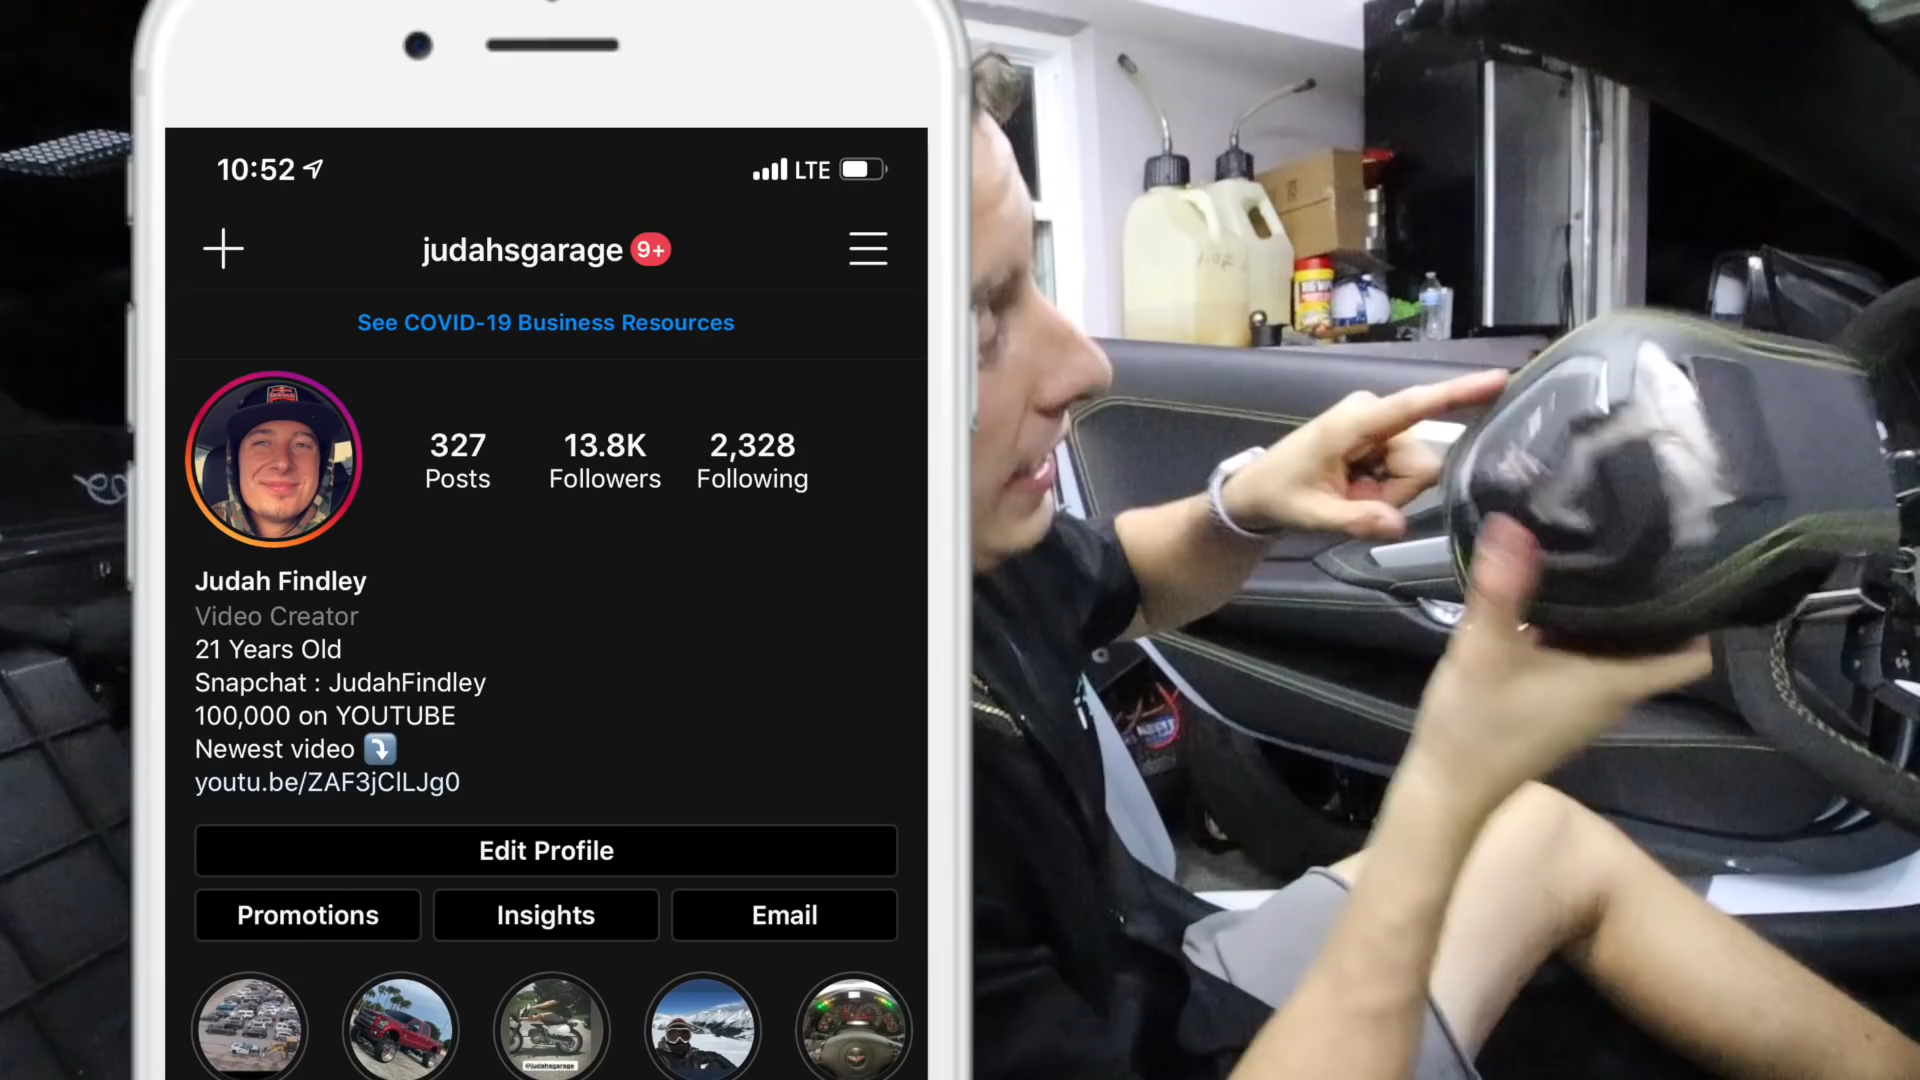 10:52
LTE
judahsgarage 9+
See COVID-19 Business Resources
327
Posts
13.8K
Followers
2,328
Following
Judah Findley
Video Creator
21 Years Old
Snapchat : JudahFindley
100,000 on YOUTUBE
Newest video
youtu.be/ZAF3jClLJg0
Edit Profile
Promotions
Insights
Email
@judahsgarage